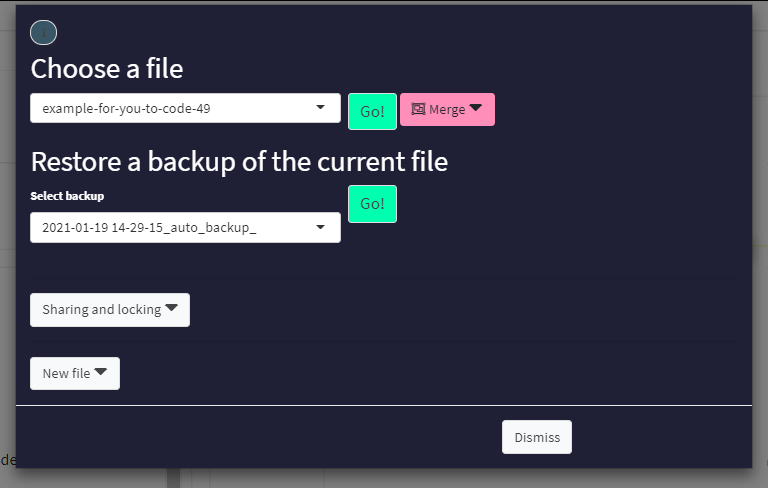 Choose a file
example-for-you-to-code-49
Go!
Merge
Restore a backup of the current file
Select backup
Go!
2021-01-19 14-29-15_auto_backup_
Sharing and locking
New file
Dismiss
de